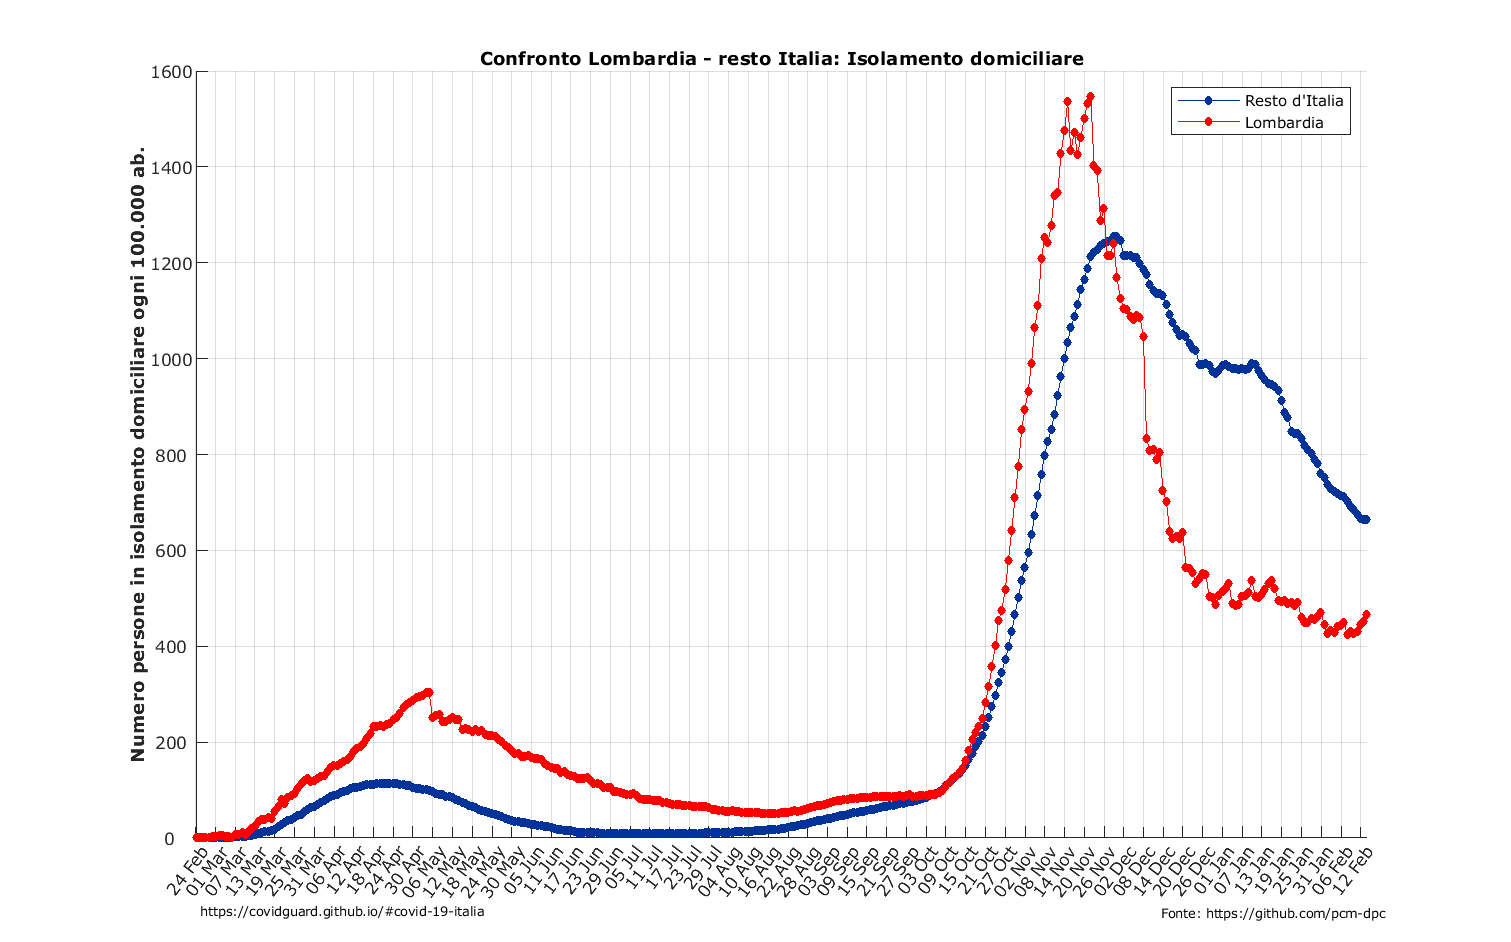 Confronto Lombardia - resto Italia: Isolamento domiciliare
Numero persone in isolamento domiciliare ogni 100.000 ab.
1600
1400
1200
1000
800
600
400
200
0
Resto d'Italia
Lombardia
24 Feb
01 Mar
07 Mar
13 Mar
19 Mar
25 Mar
31 Mar
06 Apr
12 Apr
18 Apr
24 Apr
30 Apr
06 May
12 May
18 May
24 May
30 May
05 Jun
11 Jun
17 Jun
23 Jun
29 Jun
05 Jul
11 Jul
17 Jul
23 Jul
29 Jul
04 Aug
10 Aug
16 Aug
22 Aug
28 Aug
03 Sep
09 Sep
15 Sep
21 Sep
27 Sep
03 Oct
09 Oct
15 Oct
21 Oct
27 Oct
02 Nov
08 Nov
14 Nov
20 Nov
26 Nov
02 Dec
08 Dec
14 Dec
20 Dec
26 Dec
01 Jan
07 Jan
13 Jan
19 Jan
25 Jan
31 Jan
06 Feb
12 Feb
https://covidguard.github.io/#covid-19-italia
Fonte: https://github.com/pcm-dpc